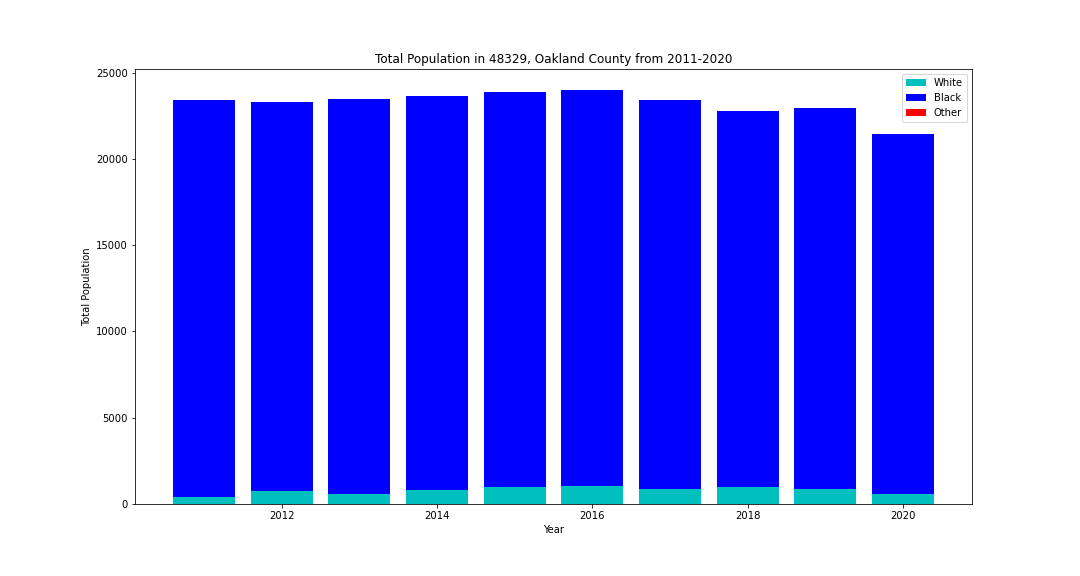 Total Population in 48329, Oakland County from 2011-2020
White
Black
Other
Total Population
25000
20000
15000
10000
5000
0
2012
2014
2016
2018
2020
Year